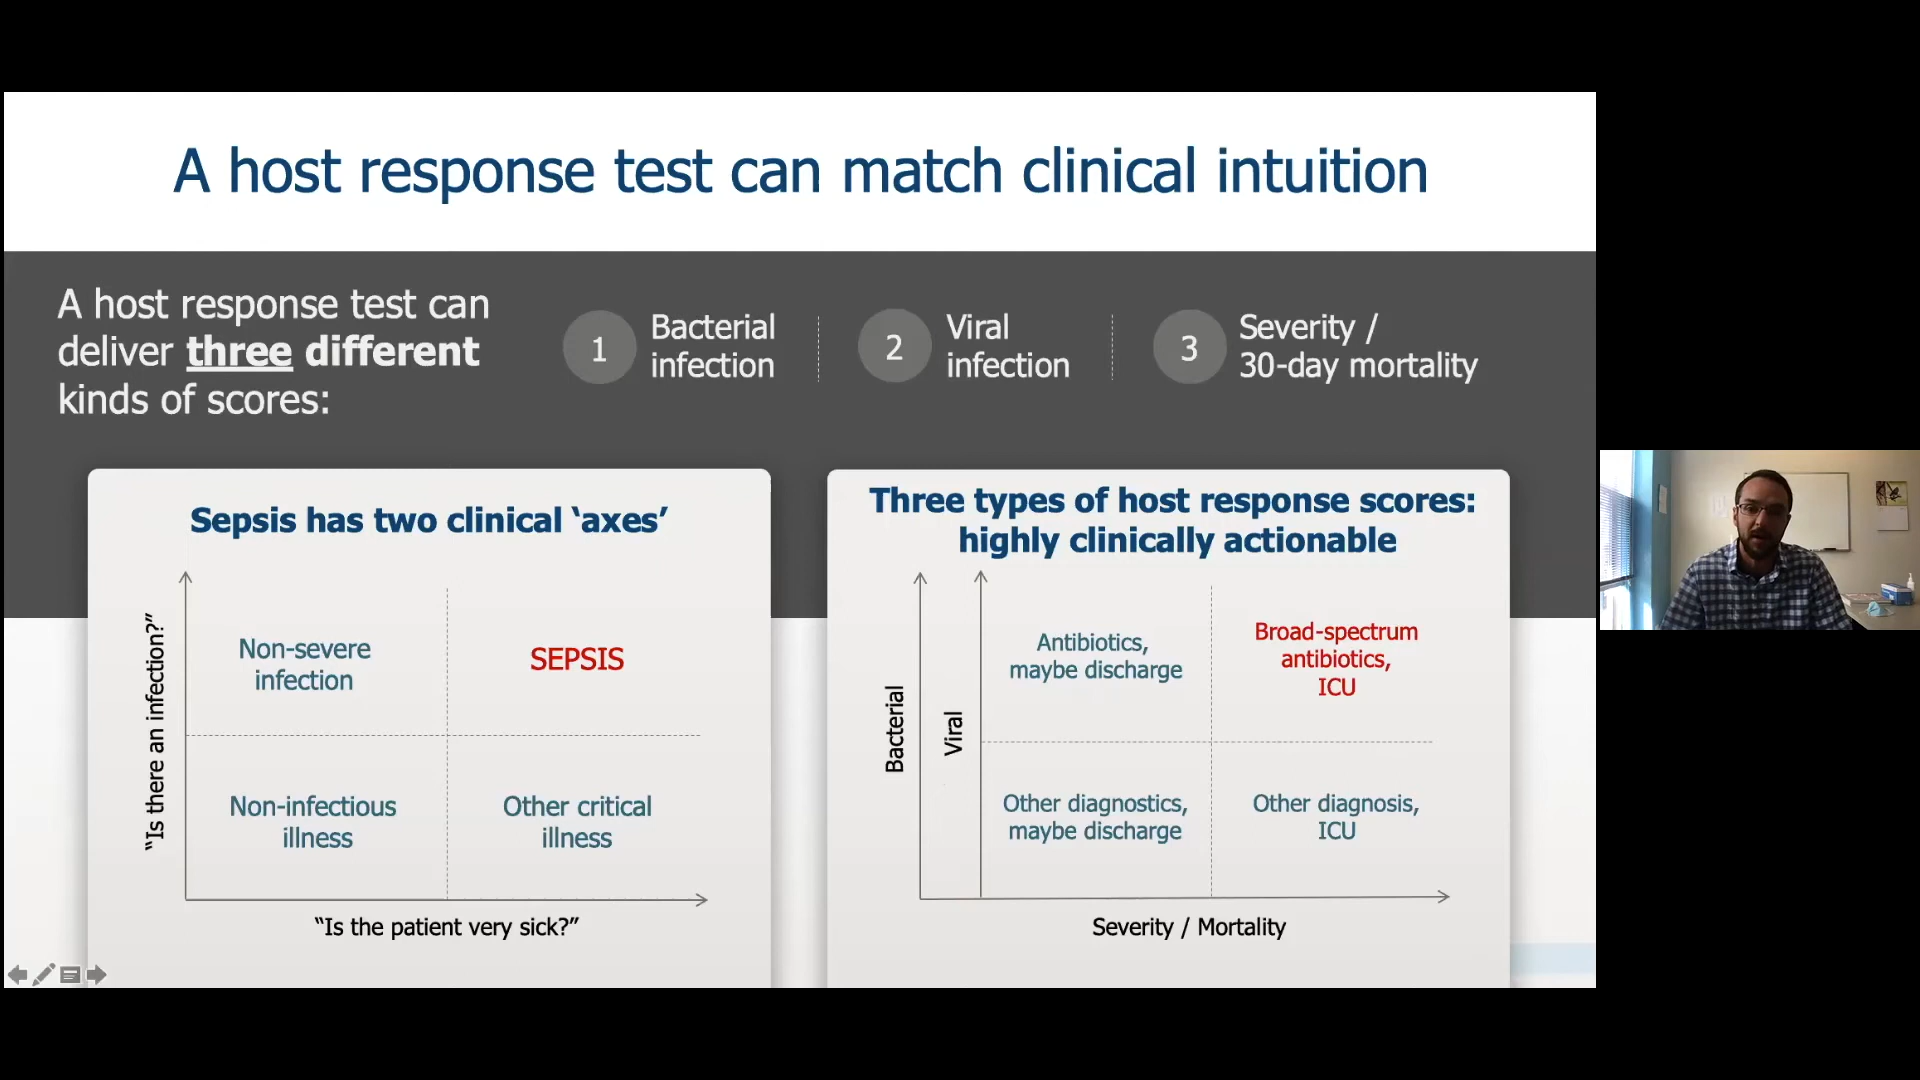 A host response test can match clinical intuition
A host response test can
deliver three different
kinds of scores:
1
Bacterial
infection
2
Viral
infection
3
Severity /
30-day mortality
Sepsis has two clinical ‘axes’
“Is there an infection?”
Non-severe
infection
SEPSIS
Non-infectious
illness
Other critical
illness
“Is the patient very sick?”
Three types of host response scores:
highly clinically actionable
Bacterial
Viral
Antibiotics,
maybe discharge
Broad-spectrum
antibiotics,
ICU
Other diagnostics,
maybe discharge
Other diagnosis,
ICU
Severity / Mortality